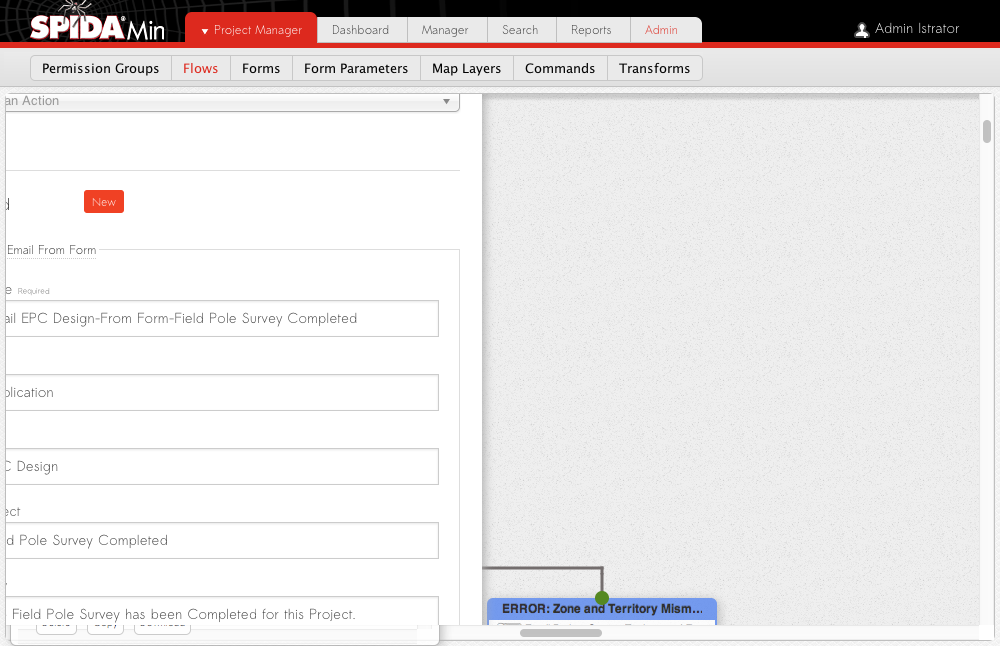 SPIDA® Min
Project Manager
Dashboard
Manager
Search
Reports
Admin
Admin Istrator
Permission Groups
Flows
Forms
Form Parameters
Map Layers
Commands
Transforms
an Action
New
Email From Form
e Required
ail EPC Design-From Form-Field Pole Survey Completed
plication
C Design
ect
d Pole Survey Completed
Field Pole Survey has been Completed for this Project.
ERROR: Zone and Territory Mism...